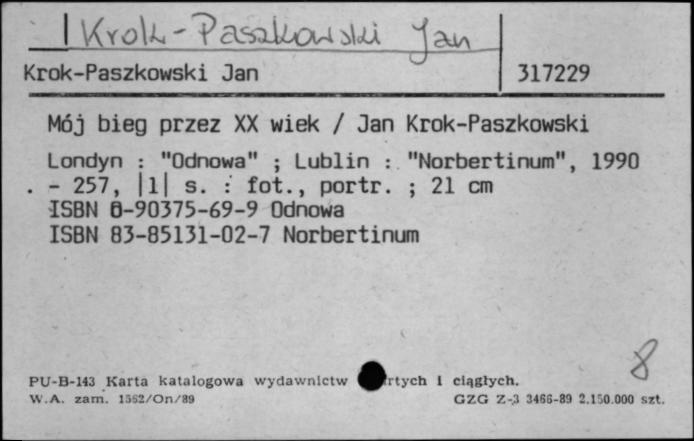 Krok-Paszkowski Jan
Krok-Paszkowski Jan 317229
Mój bieg przez XX wiek / Jan Krok-Paszkowski
Londyn : "Odnowa" ; Lublin : "Norbertinum", 1990
. - 257, |1| s. : fot., portr. ; 21 cm
ISBN 0-90375-69-9 Odnowa
ISBN 83-85131-02-7 Norbertinum
8
PU-B-143 Karta katalogowa wydawnictw rtych i ciągłych.
W.A. zam. 1562/On/89 GZG Z-3 3466-89 2.150.000 szt.